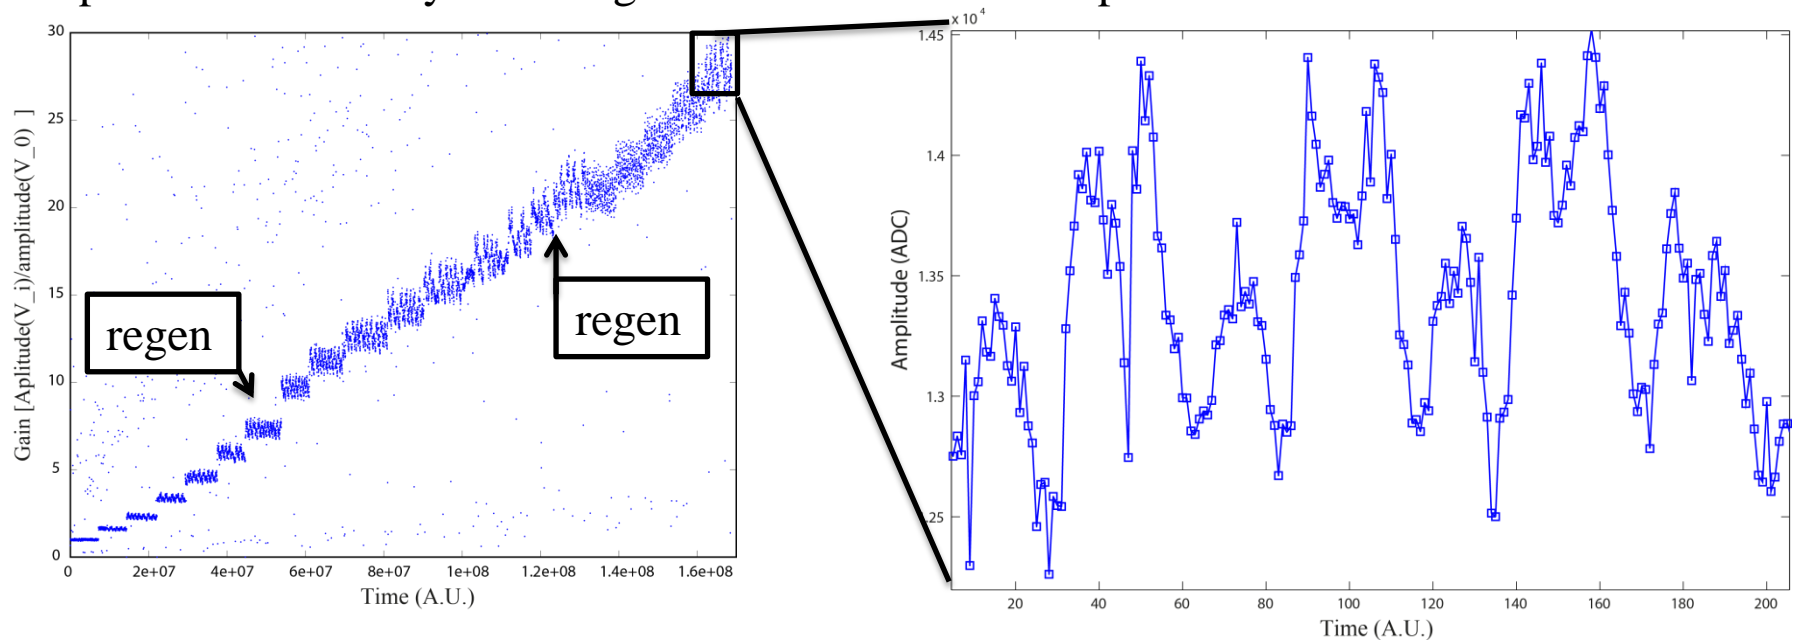 30
25
20
15
10
5
0
Gain [Aplitude(V_i)/amplitude(V_0) ]
regen
regen
0 2e+07 4e+07 6e+07 8e+07 1e+08 1.2e+08 1.4e+08 1.6e+08
Time (A.U.)
x 10⁴
1.45
1.4
1.35
1.3
1.25
Amplitude (ADC)
20 40 60 80 100 120 140 160 180 200
Time (A.U.)